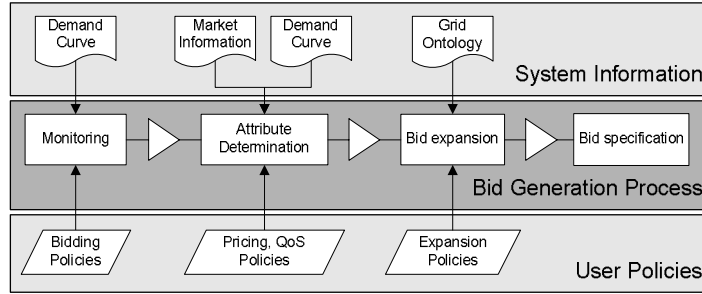 Demand
Curve
Market
Information
Demand
Curve
Grid
Ontology
System Information
Monitoring
Attribute
Determination
Bid expansion
Bid specification
Bid Generation Process
Bidding
Policies
Pricing, QoS
Policies
Expansion
Policies
User Policies